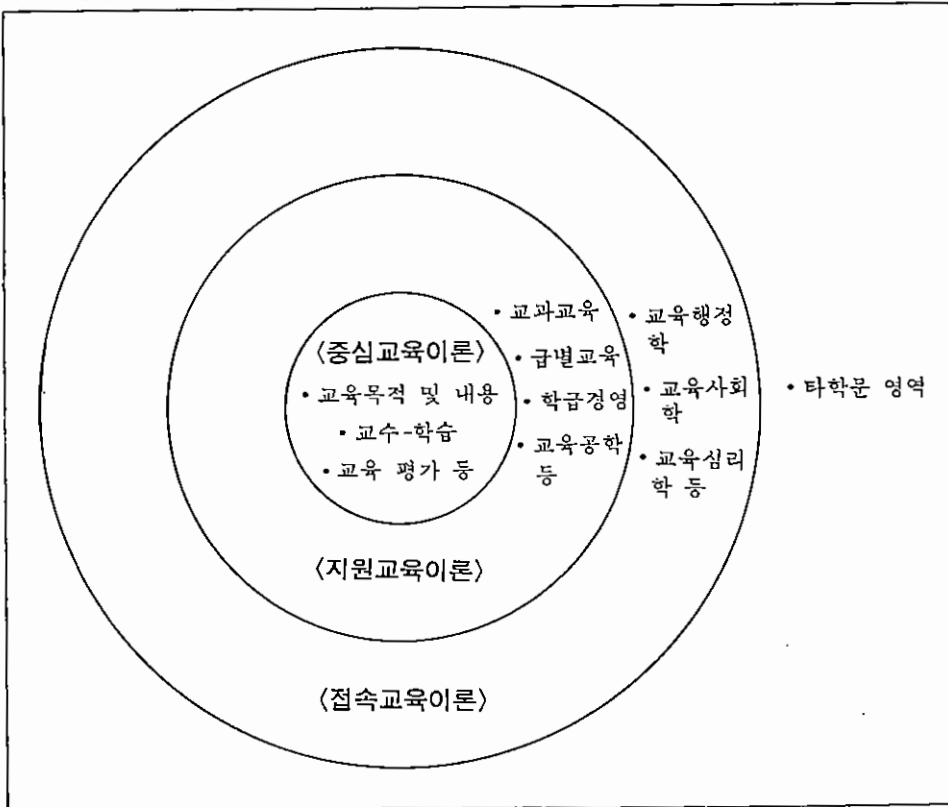 〈중심교육이론〉
• 교육목적 및 내용
• 교수-학습
• 교육 평가 등
• 교과교육
• 급별교육
• 학급경영
• 교육공학
등
〈지원교육이론〉
• 교육행정
학
• 교육사회
학
• 교육심리
학 등
〈접속교육이론〉
• 타학문 영역